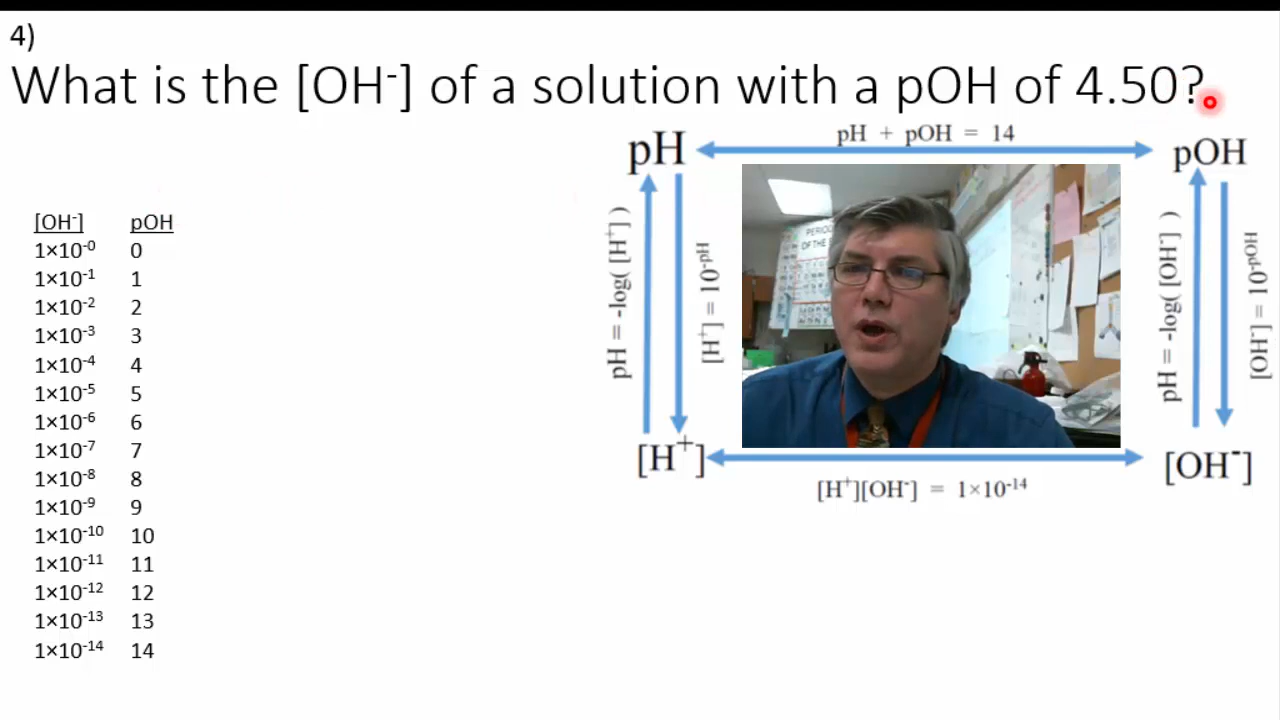 4)
What is the [OH⁻] of a solution with a pOH of 4.50?
pH + pOH = 14
pH
pOH
pH = -log( [H⁺] )
[H⁺] = 10⁻ᵖᴴ
PERIO
OF THE
pH = -log( [OH⁻] )
[OH⁻] = 10⁻ᵖᴼᴴ
[H⁺]
[OH⁻]
[H⁺][OH⁻] = 1×10⁻¹⁴
[OH⁻] pOH
1×10⁻⁰ 0
1×10⁻¹ 1
1×10⁻² 2
1×10⁻³ 3
1×10⁻⁴ 4
1×10⁻⁵ 5
1×10⁻⁶ 6
1×10⁻⁷ 7
1×10⁻⁸ 8
1×10⁻⁹ 9
1×10⁻¹⁰ 10
1×10⁻¹¹ 11
1×10⁻¹² 12
1×10⁻¹³ 13
1×10⁻¹⁴ 14